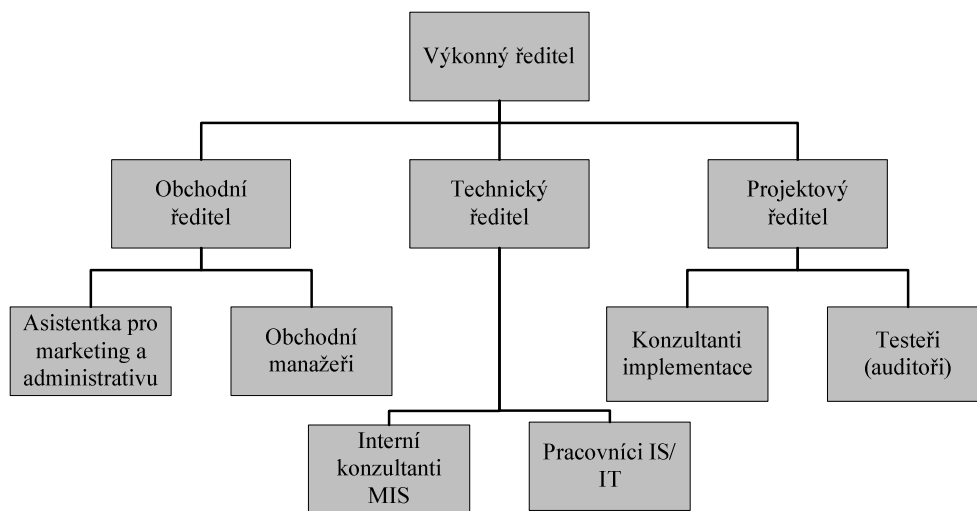 Výkonný ředitel
Obchodní
ředitel
Technický
ředitel
Projektový
ředitel
Asistentka pro
marketing a
administrativu
Obchodní
manažeři
Konzultanti
implementace
Testeři
(auditoři)
Interní
konzultanti
MIS
Pracovníci IS/
IT